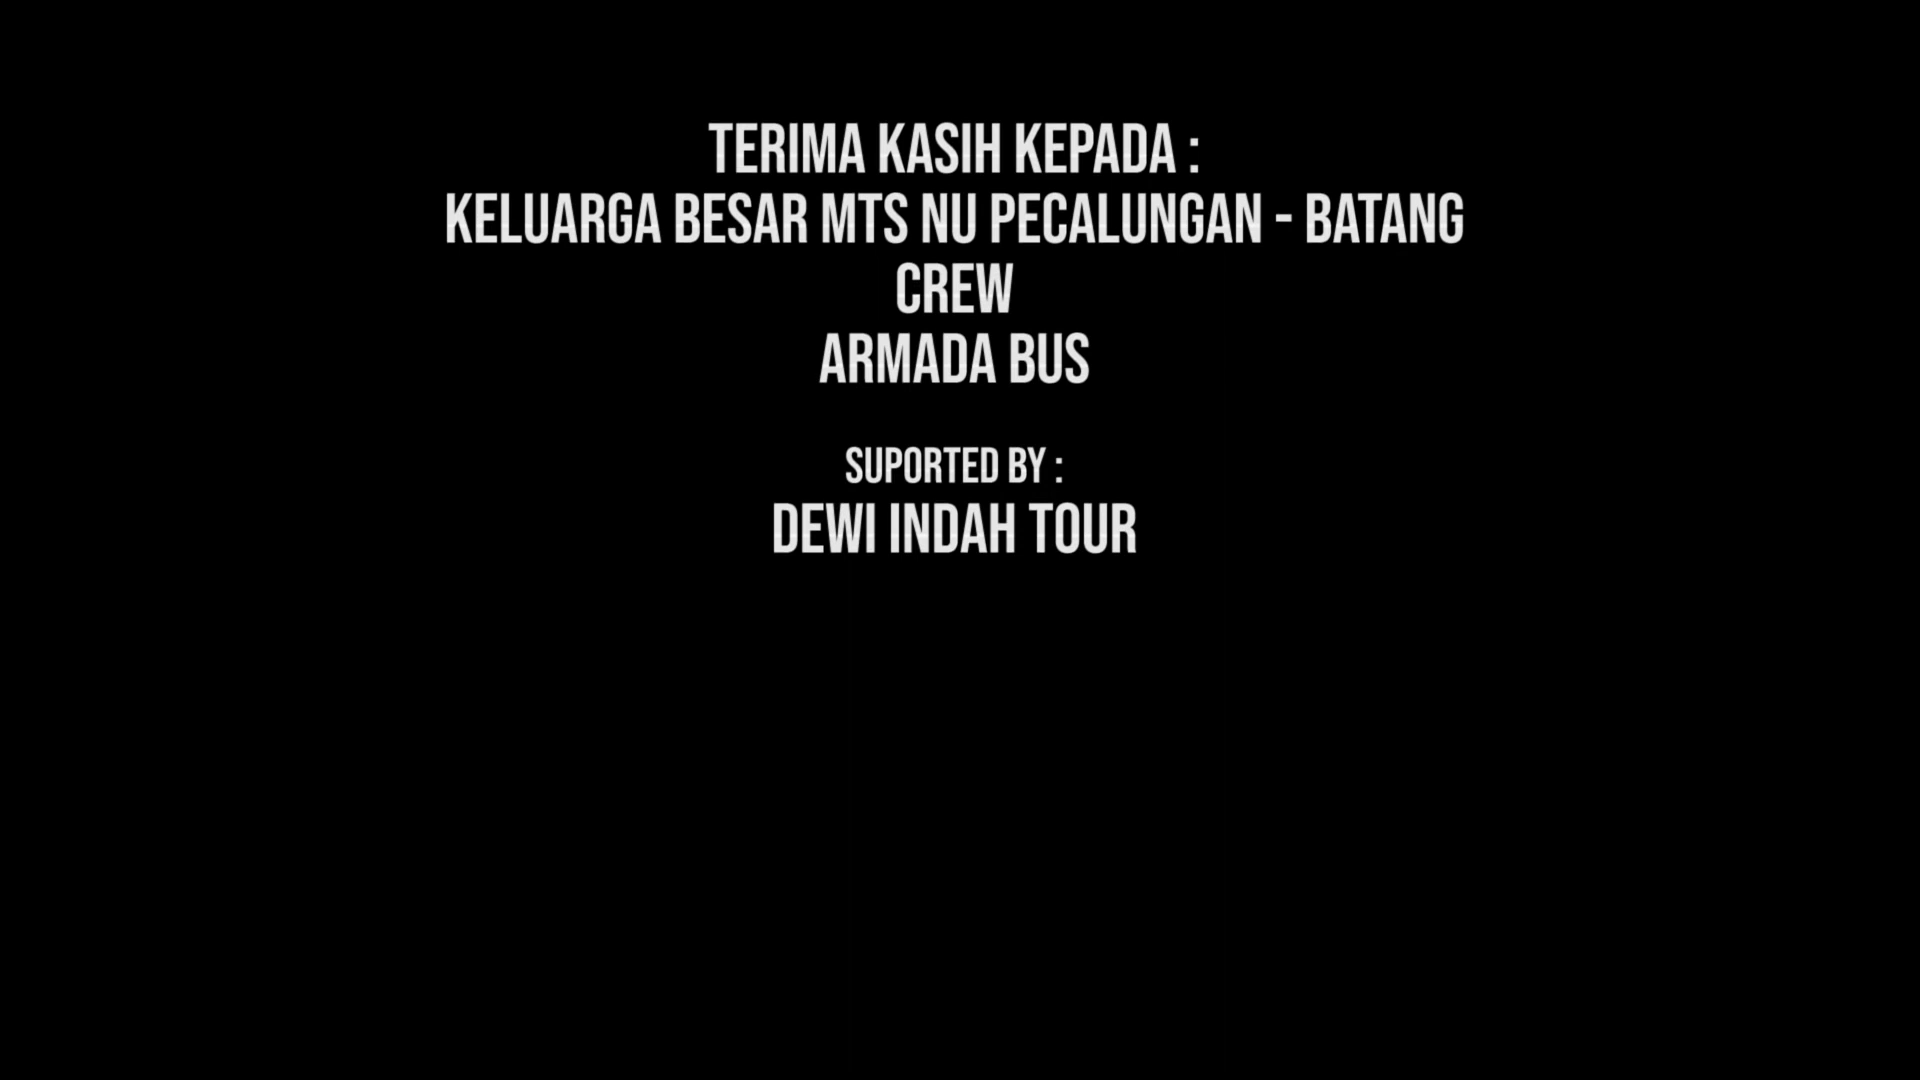 TERIMA KASIH KEPADA :
KELUARGA BESAR MTS NU PECALUNGAN - BATANG
CREW
ARMADA BUS
SUPORTED BY :
DEWI INDAH TOUR